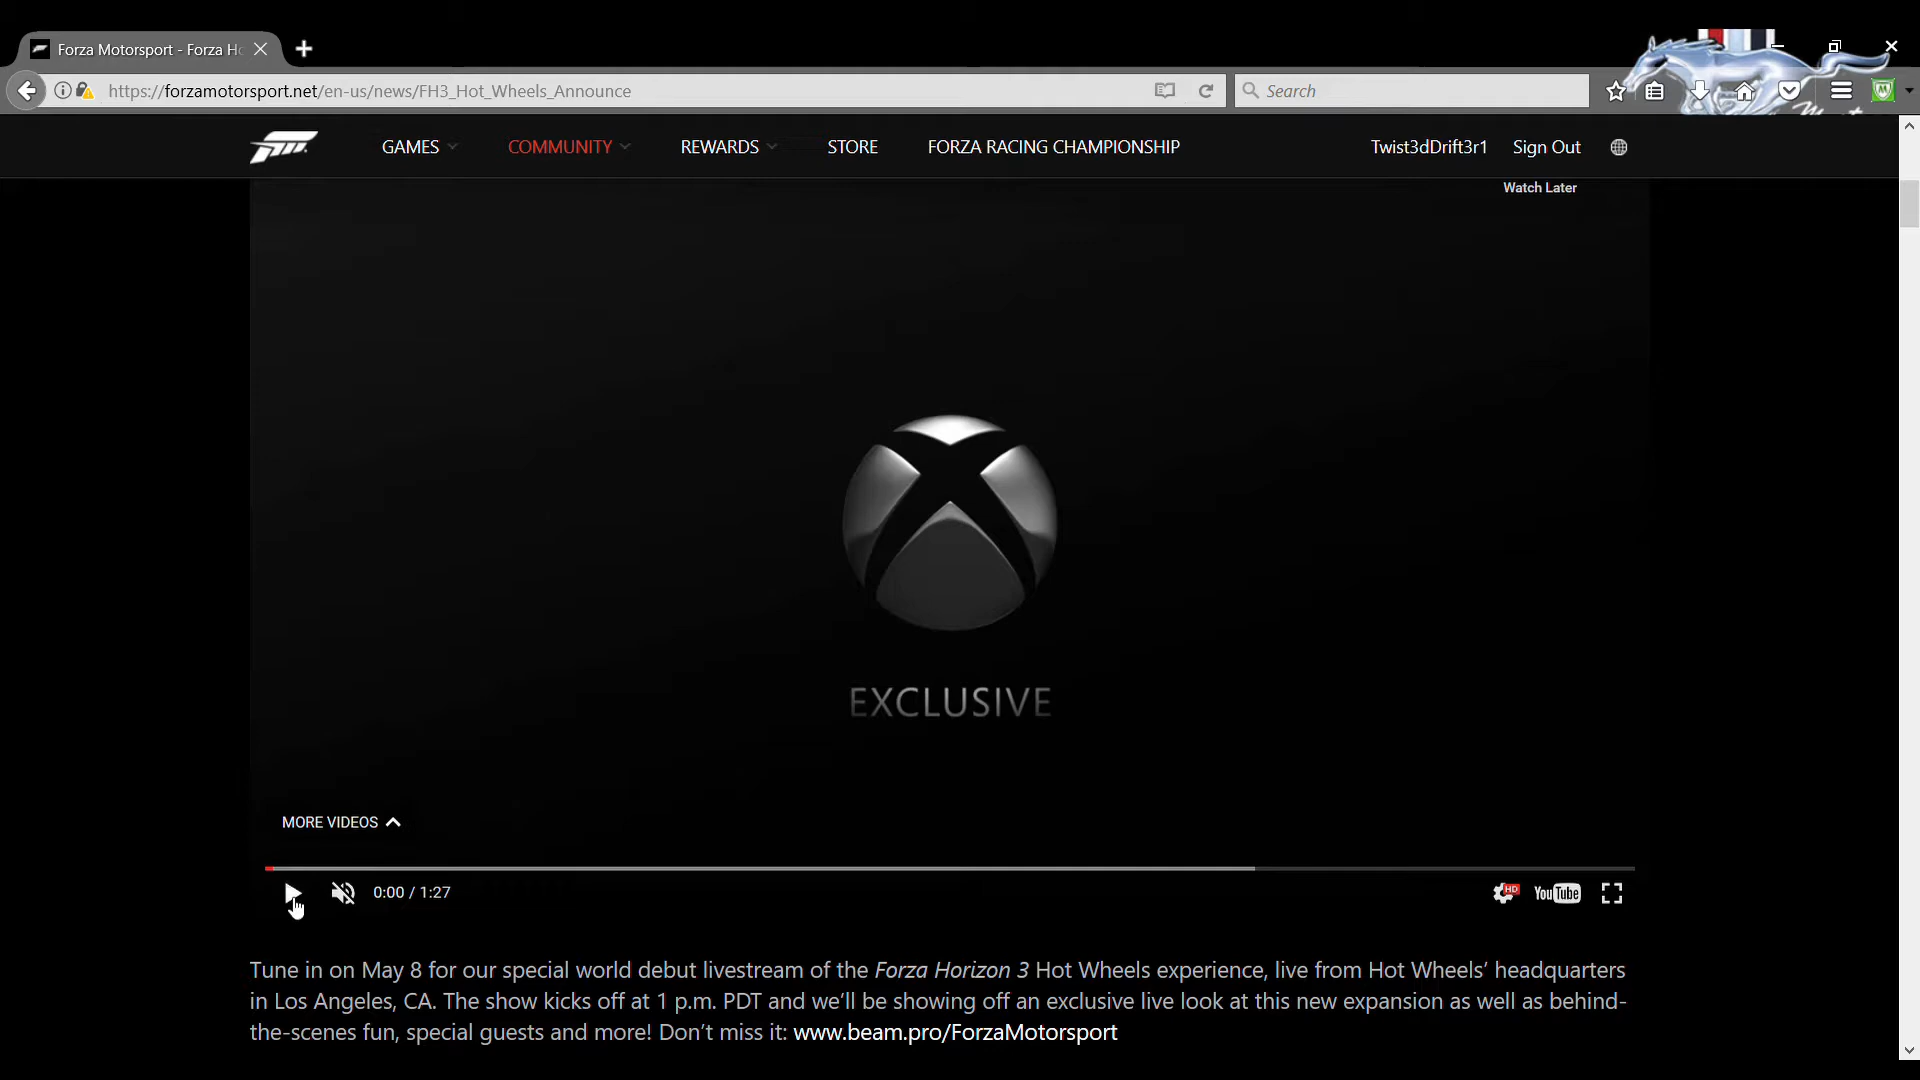 Forza Motorsport - Forza Ho
https://forzamotorsport.net/en-us/news/FH3_Hot_Wheels_Announce
Search
GAMES COMMUNITY REWARDS STORE FORZA RACING CHAMPIONSHIP Twist3dDrift3r1 Sign Out
Watch Later
EXCLUSIVE
MORE VIDEOS
0:00 / 1:27
HD
YouTube
Tune in on May 8 for our special world debut livestream of the Forza Horizon 3 Hot Wheels experience, live from Hot Wheels’ headquarters
in Los Angeles, CA. The show kicks off at 1 p.m. PDT and we’ll be showing off an exclusive live look at this new expansion as well as behind-
the-scenes fun, special guests and more! Don’t miss it: www.beam.pro/ForzaMotorsport